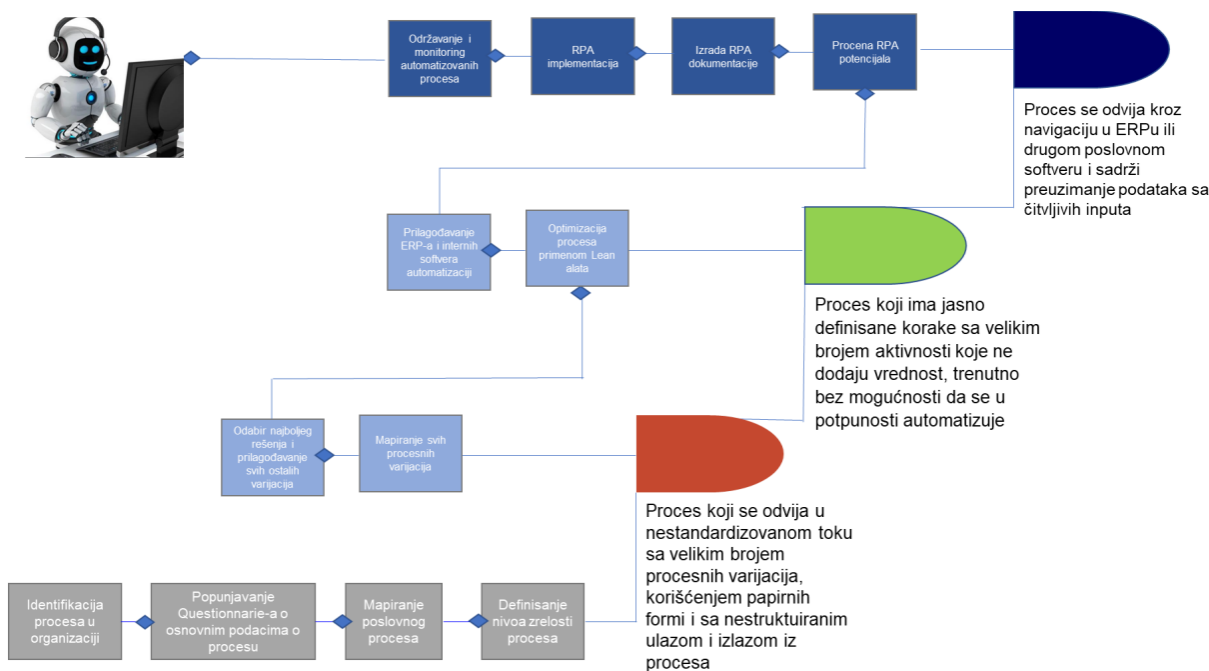 Održavanje i
monitoring
automatizovanih
procesa
RPA
implementacija
Izrada RPA
dokumentacije
Procena RPA
potencijala
Proces se odvija kroz
navigaciju u ERPu ili
drugom poslovnom
softveru i sadrži
preuzimanje podataka sa
čitvljivih inputa
Prilagođavanje
ERP-a i internih
softvera
automatizaciji
Optimizacija
procesa
primenom Lean
alata
Proces koji ima jasno
definisane korake sa velikim
brojem aktivnosti koje ne
dodaju vrednost, trenutno
bez mogućnosti da se u
potpunosti automatizuje
Odabir najboljeg
rešenja i
prilagođavanje
svih ostalih
varijacija
Mapiranje svih
procesnih
varijacija
Proces koji se odvija u
nestandardizovanom toku
sa velikim brojem
procesnih varijacija,
korišćenjem papirnih
formi i sa nestruktuiranim
ulazom i izlazom iz
procesa
Identifikacija
procesa u
organizaciji
Popunjavanje
Questionnarie-a o
osnovnim podacima o
procesu
Mapiranje
poslovnog
procesa
Definisanje
nivoa zrelosti
procesa